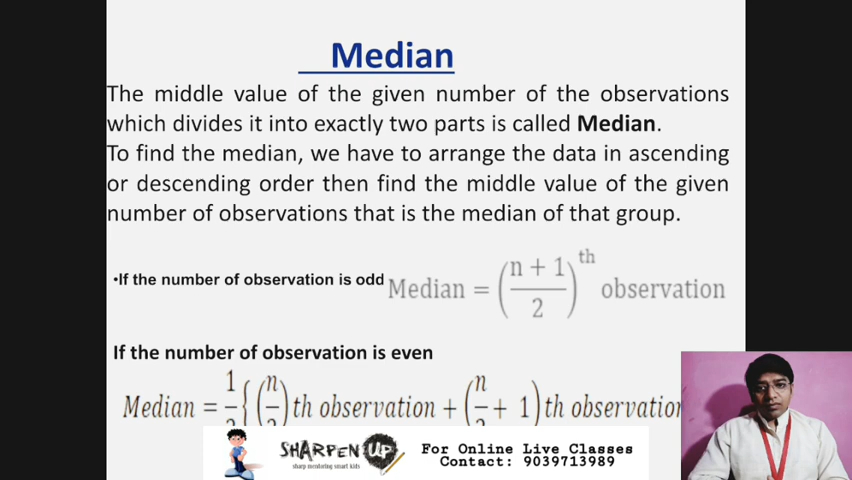 Median
The middle value of the given number of the observations
which divides it into exactly two parts is called Median.
To find the median, we have to arrange the data in ascending
or descending order then find the middle value of the given
number of observations that is the median of that group.
•If the number of observation is odd Median = ((n + 1)/2)^th observation
If the number of observation is even
Median = 1/2{(n/2)th observation + (n/2 + 1)th observation
SHARPEN UP
sharp mentoring smart kids
For Online Live Classes
Contact: 9039713989